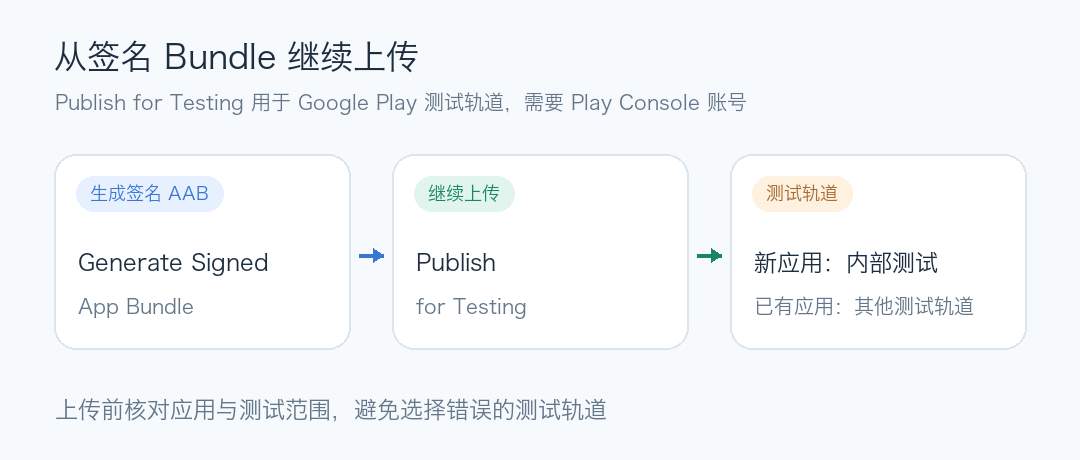 从签名 Bundle 继续上传
Publish for Testing 用于 Google Play 测试轨道，需要 Play Console 账号
生成签名 AAB
Generate Signed
App Bundle
继续上传
Publish
for Testing
测试轨道
新应用：内部测试
已有应用：其他测试轨道
上传前核对应用与测试范围，避免选择错误的测试轨道